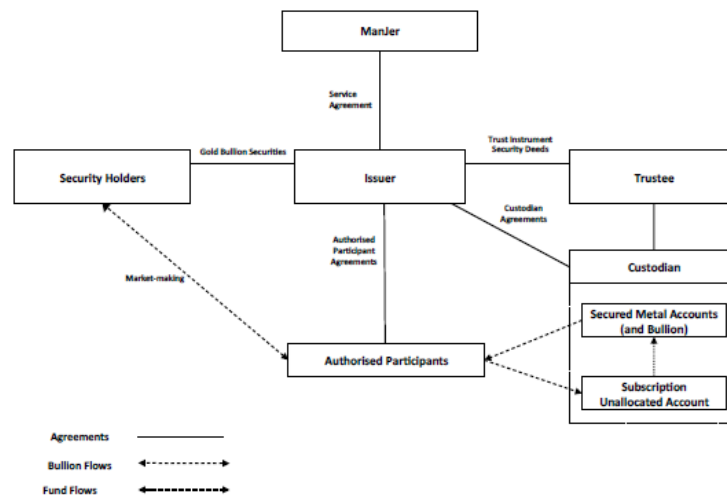 ManJer
Service
Agreement
Gold Bullion Securities
Trust Instrument
Security Deeds
Security Holders
Issuer
Trustee
Custodian
Agreements
Authorised
Participant
Agreements
Custodian
Market-making
Secured Metal Accounts
(and Bullion)
Authorised Participants
Subscription
Unallocated Account
Agreements
Bullion Flows
Fund Flows